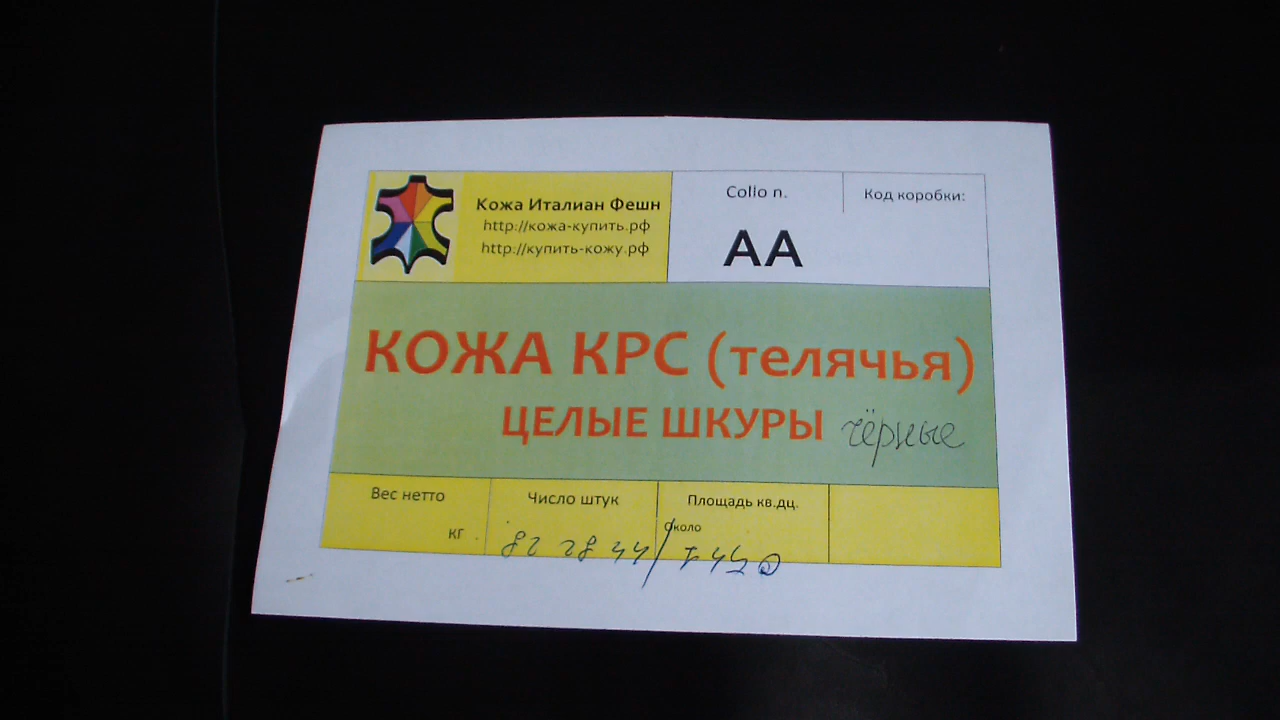 Кожа Италиан Фешн
http://кожа-купить.рф
http://купить-кожу.рф
Colio n.
AA
Код коробки:
КОЖА КРС (телячья)
ЦЕЛЫЕ ШКУРЫ чёрные
Вес нетто
кг
Число штук
Площадь кв.дц.
около